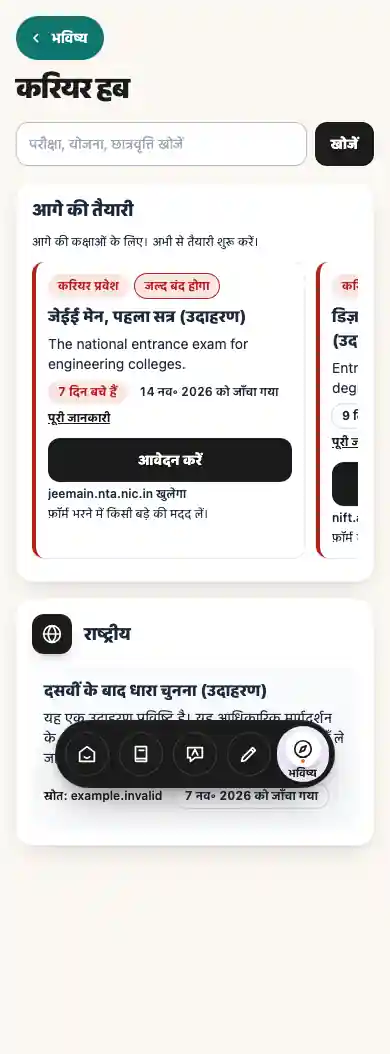 भविष्य
करियर हब
परीक्षा, योजना, छात्रवृत्ति खोजें
खोजें
आगे की तैयारी
आगे की कक्षाओं के लिए। अभी से तैयारी शुरू करें।
करियर प्रवेश
जल्द बंद होगा
जेईई मेन, पहला सत्र (उदाहरण)
The national entrance exam for
engineering colleges.
7 दिन बचे हैं
14 नव॰ 2026 को जाँचा गया
पूरी जानकारी
आवेदन करें
jeemain.nta.nic.in खुलेगा
फ़ॉर्म भरने में किसी बड़े की मदद लें।
राष्ट्रीय
दसवीं के बाद धारा चुनना (उदाहरण)
यह एक उदाहरण प्रविष्टि है। यह आधिकारिक मार्गदर्शन
के
ले
भविष्य
स्रोत: example.invalid
7 नव॰ 2026 को जाँचा गया